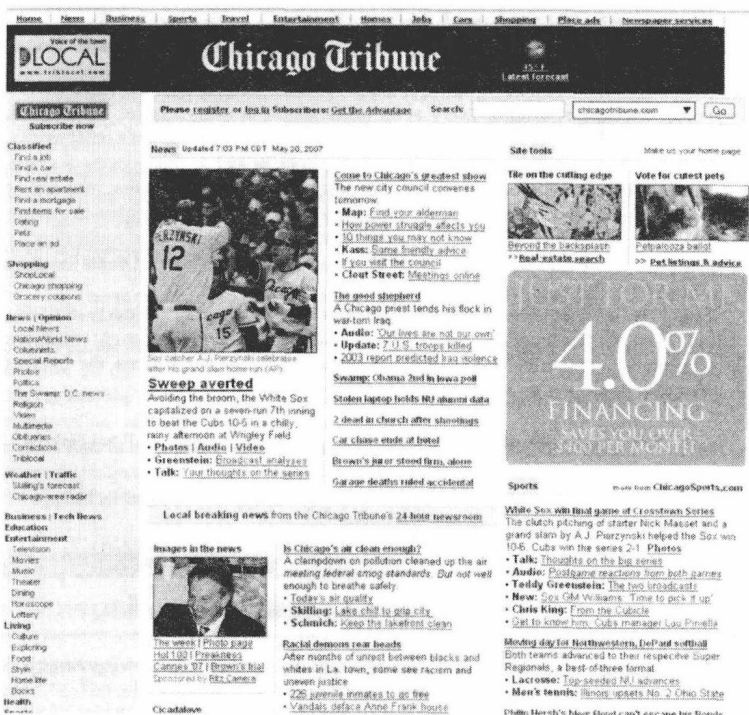 Home News Business Sports Travel Entertainment Homes Jobs Cars Shopping Place ads Newspaper services
Voice of the town
LOCAL
www.triblocal.com
Chicago Tribune
Latest forecast
Chicago Tribune
Subscribe now
Please register or log in Subscribers: Get the Advantage Search: chicagotribune.com Go
Classified
Find a job
Find a car
Find real estate
Rent an apartment
Find a mortgage
Find items for sale
Dating
Pets
Place an ad
Shopping
ShopLocal
Chicago shopping
Grocery coupons
News | Opinion
Local News
Nation/World News
Columnists
Special Reports
Photos
Politics
The Swamp: D.C. news
Religion
Video
Multimedia
Obituaries
Corrections
Triblocal
Weather | Traffic
Skilling's forecast
Chicago-area radar
Business | Tech News
Education
Entertainment
Television
Movies
Music
Theater
Dining
Horoscope
Lottery
Living
Culture
Exploring
Food
Style
Home life
Books
Health
Sports
News Updated 7:03 PM CDT May 20, 2007
12
15
Sox catcher A.J. Pierzynski celebrates
after his grand slam home run (AP).
Sweep averted
Avoiding the broom, the White Sox
capitalized on a seven-run 7th inning
to beat the Cubs 10-6 in a chilly,
rainy afternoon at Wrigley Field.
• Photos | Audio | Video
• Greenstein: Broadcast analyzes
• Talk: Your thoughts on the series
Come to Chicago's greatest show
The new city council convenes
tomorrow.
• Map: Find your alderman
• How power struggle affects you
• 10 things you may not know
• Kass: Some friendly advice
• If you visit the council
• Clout Street: Meetings online
The good shepherd
A Chicago priest tends his flock in
war-torn Iraq.
• Audio: 'Our lives are not our own'
• Update: 7 U.S. troops killed
• 2003 report predicted Iraq violence
Swamp: Obama 2nd in Iowa poll
Stolen laptop holds NU alumni data
2 dead in church after shootings
Car chase ends at hotel
Brown's juror stood firm, alone
Garage deaths ruled accidental
Local breaking news from the Chicago Tribune's 24-hour newsroom
Images in the news
The week | Photo page
Hot 100 | Preakness
Cannes '07 | Brown's trial
Sponsored by Ritz Camera
Cicadalove
Is Chicago's air clean enough?
A clampdown on pollution cleaned up the air
meeting federal smog standards. But not well
enough to breathe safely.
• Today's air quality
• Skilling: Lake chill to grip city
• Schmich: Keep the lakefront clean
Racial demons rear heads
After months of unrest between blacks and
whites in La. town, some see racism and
uneven justice
• 226 juvenile inmates to go free
• Vandals deface Anne Frank house
Site tools Make us your home page
Tile on the cutting edge
Beyond the backsplash
>> Real estate search
Vote for cutest pets
Petpalooza ballot
>> Pet listings & advice
4.0%
FINANCING
Sports more from ChicagoSports.com
White Sox win final game of Crosstown Series
The clutch pitching of starter Nick Masset and a
grand slam by A.J. Pierzynski helped the Sox win
10-6. Cubs win the series 2-1. Photos
• Talk: Thoughts on the big series
• Audio: Postgame reactions from both games
• Teddy Greenstein: The two broadcasts
• New: Sox GM Williams: 'Time to pick it up'
• Chris King: From the Cubicle
• Get to know him, Cubs manager Lou Piniella
Moving day for Northwestern, DePaul softball
Both teams advanced to their respective Super
Regionals, a best-of-three format.
• Lacrosse: Top-seeded NU advances
• Men's tennis: Illinois upsets No. 2 Ohio State